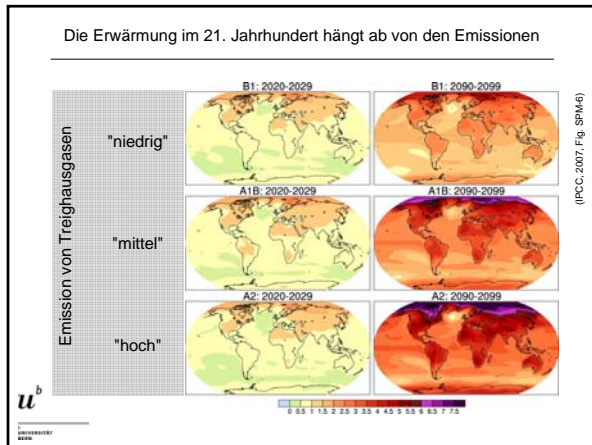 Die Erwärmung im 21. Jahrhundert hängt ab von den Emissionen
B1: 2020-2029
B1: 2090-2099
"niedrig"
A1B: 2020-2029
A1B: 2090-2099
"mittel"
A2: 2020-2029
A2: 2090-2099
"hoch"
Emission von Treighausgasen
(IPCC, 2007, Fig. SPM-6)
0 0.5 1 1.5 2 2.5 3 3.5 4 4.5 5 5.5 6 6.5 7 7.5
u^b
UNIVERSITÄT
BERN